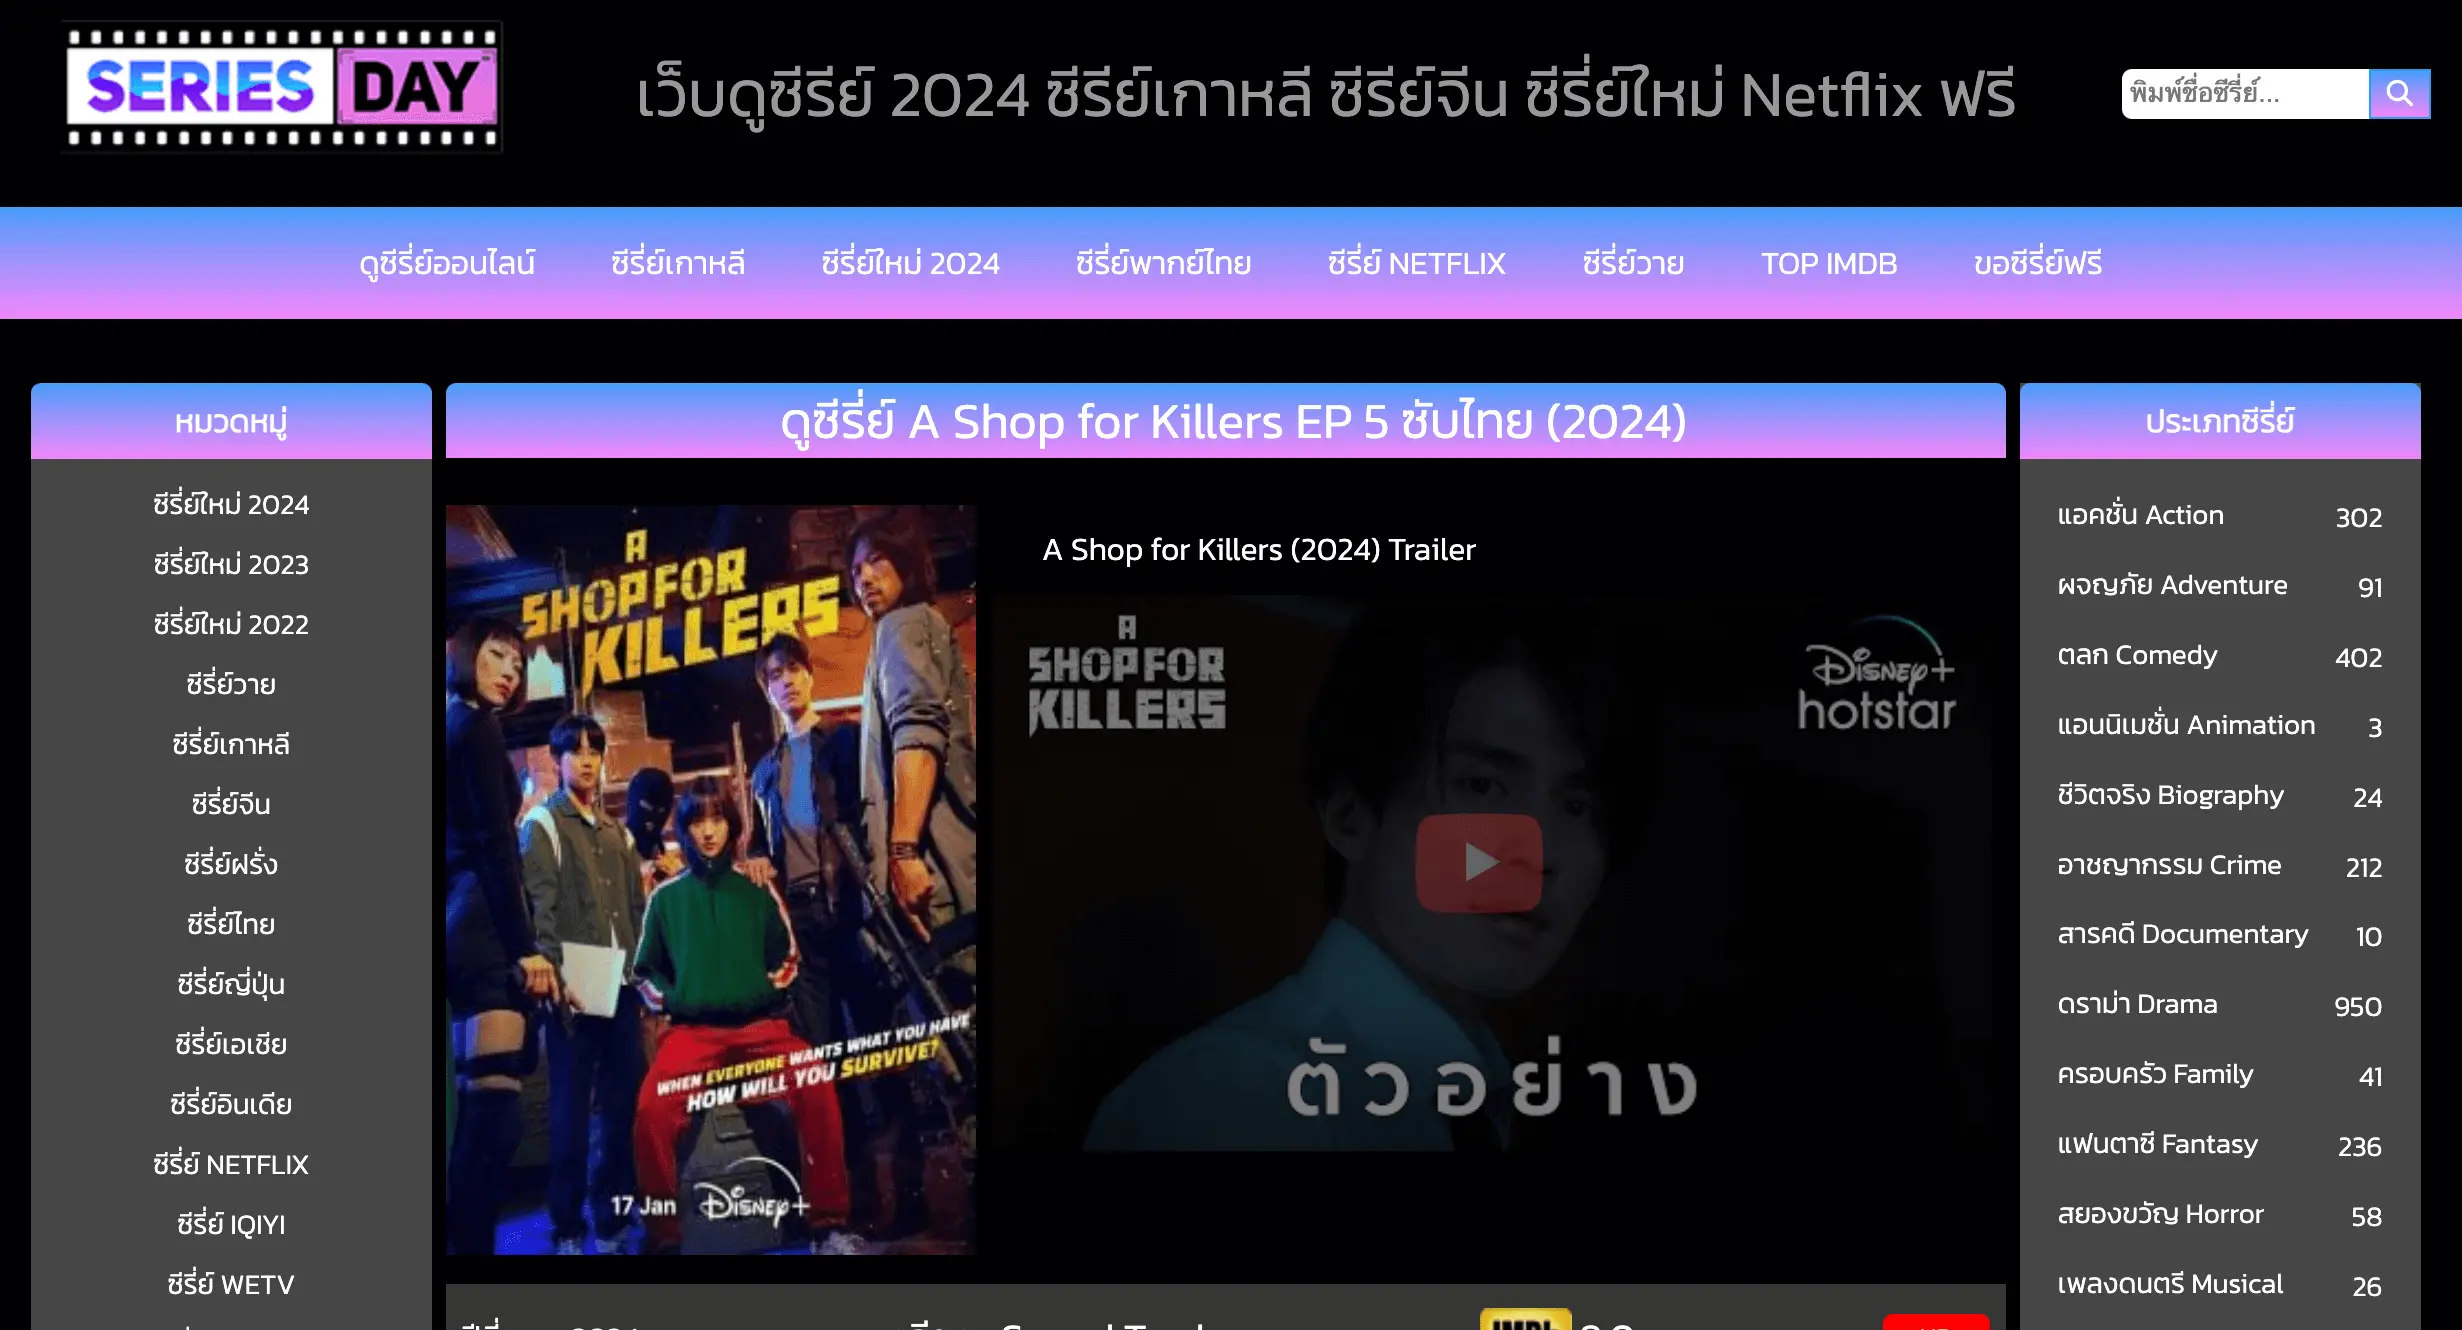 SERIES DAY
เว็บดูซีรีย์ 2024 ซีรีย์เกาหลี ซีรีย์จีน ซีรี่ย์ใหม่ Netflix ฟรี
พิมพ์ชื่อซีรี่ย์...
ดูซีรี่ย์ออนไลน์
ซีรี่ย์เกาหลี
ซีรี่ย์ใหม่ 2024
ซีรี่ย์พากย์ไทย
ซีรี่ย์ NETFLIX
ซีรี่ย์วาย
TOP IMDB
ขอซีรี่ย์ฟรี
หมวดหมู่
ซีรี่ย์ใหม่ 2024
ซีรี่ย์ใหม่ 2023
ซีรี่ย์ใหม่ 2022
ซีรี่ย์วาย
ซีรี่ย์เกาหลี
ซีรี่ย์จีน
ซีรี่ย์ฝรั่ง
ซีรี่ย์ไทย
ซีรี่ย์ญี่ปุ่น
ซีรี่ย์เอเชีย
ซีรี่ย์อินเดีย
ซีรี่ย์ NETFLIX
ซีรี่ย์ IQIYI
ซีรี่ย์ WETV
ดูซีรี่ย์ A Shop for Killers EP 5 ซับไทย (2024)
A
SHOP FOR
KILLERS
WHEN EVERYONE WANTS WHAT YOU HAVE
HOW WILL YOU SURVIVE?
17 Jan Disney+
A Shop for Killers (2024) Trailer
A
SHOP FOR
KILLERS
Disney+
hotstar
ตัวอย่าง
IMDb
ประเภทซีรี่ย์
แอคชั่น Action 302
ผจญภัย Adventure 91
ตลก Comedy 402
แอนนิเมชั่น Animation 3
ชีวิตจริง Biography 24
อาชญากรรม Crime 212
สารคดี Documentary 10
ดราม่า Drama 950
ครอบครัว Family 41
แฟนตาซี Fantasy 236
สยองขวัญ Horror 58
เพลงดนตรี Musical 26